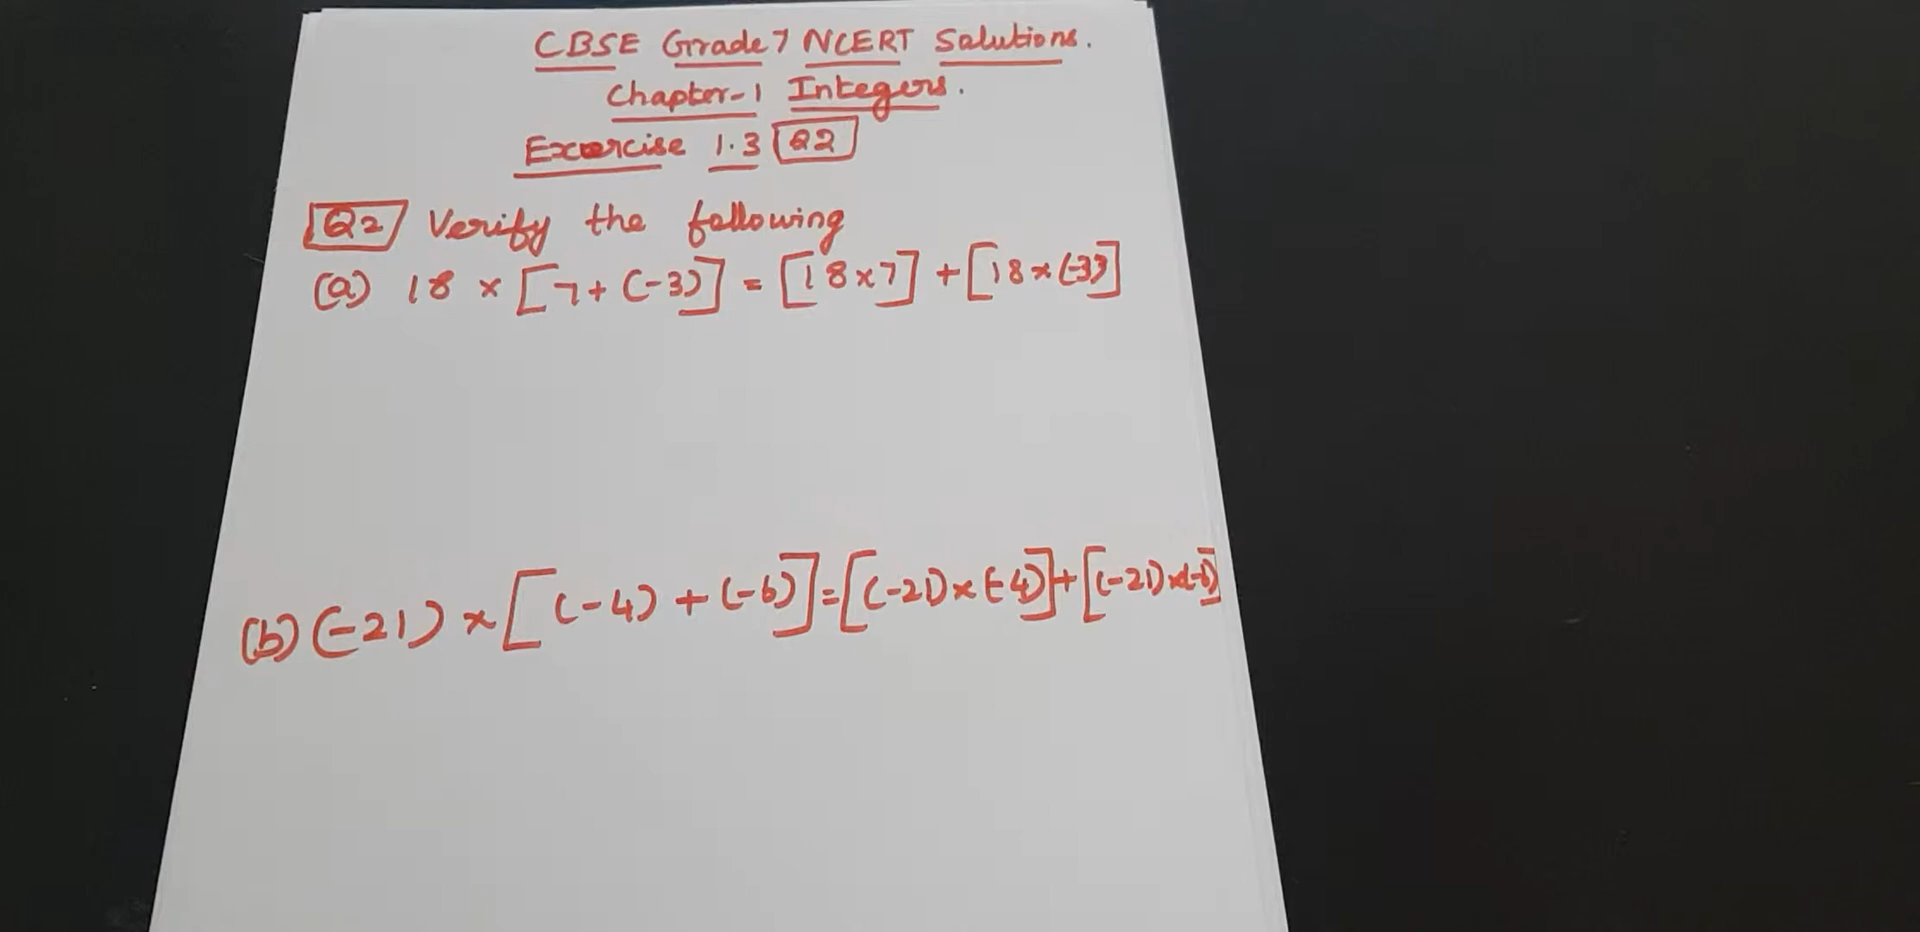 CBSE Grade 7 NCERT Solutions.
Chapter-1 Integers.
Exercise 1.3 Q2
Q2 Verify the following
(a) 18 × [7+(-3)] = [18×7] + [18×(-3)]
(b) (-21) × [(-4) + (-6)] = [(-21)×(-4)] + [(-21)×(-6)]